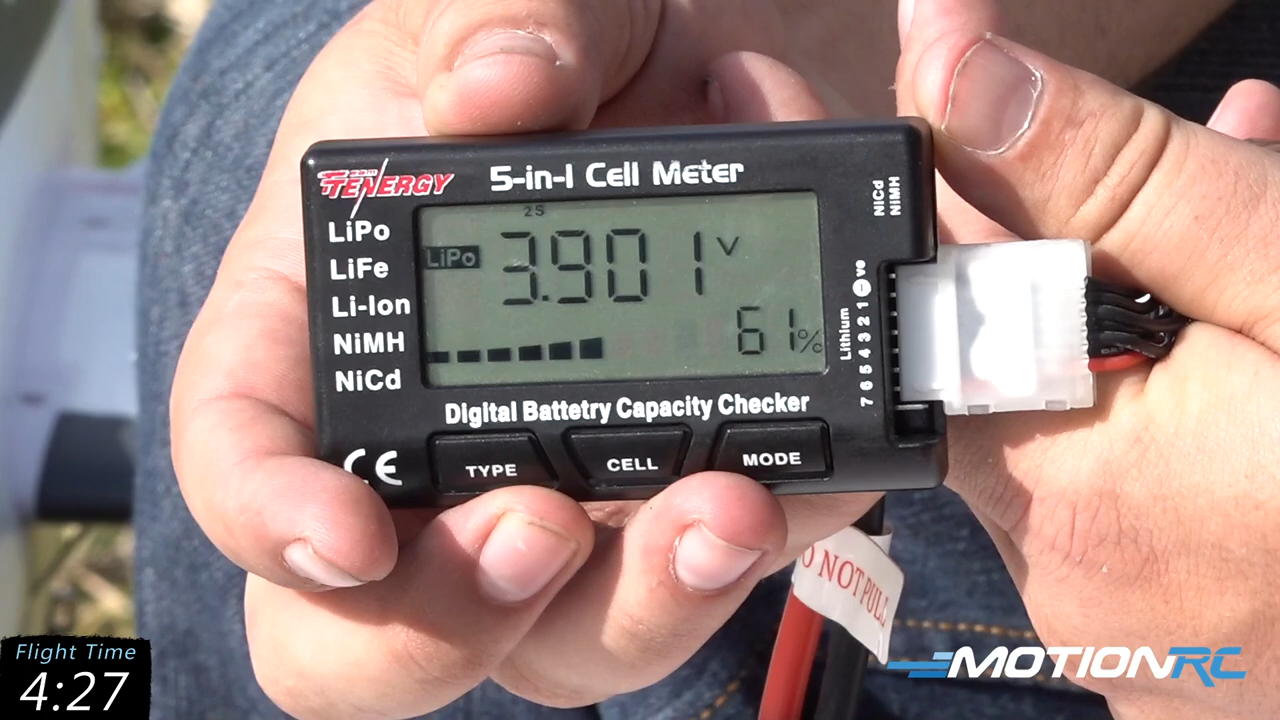 TENERGY
5-in-1 Cell Meter
NiCd
NiMH
LiPo
LiFe
Li-Ion
NiMH
NiCd
2S
LiPo
3.901 V
61%
Lithium
7 6 5 4 3 2 1 ⊖ ve
Digital Battetry Capacity Checker
CE
TYPE
CELL
MODE
O NOT PULL
Flight Time
4:27
MOTIONRC